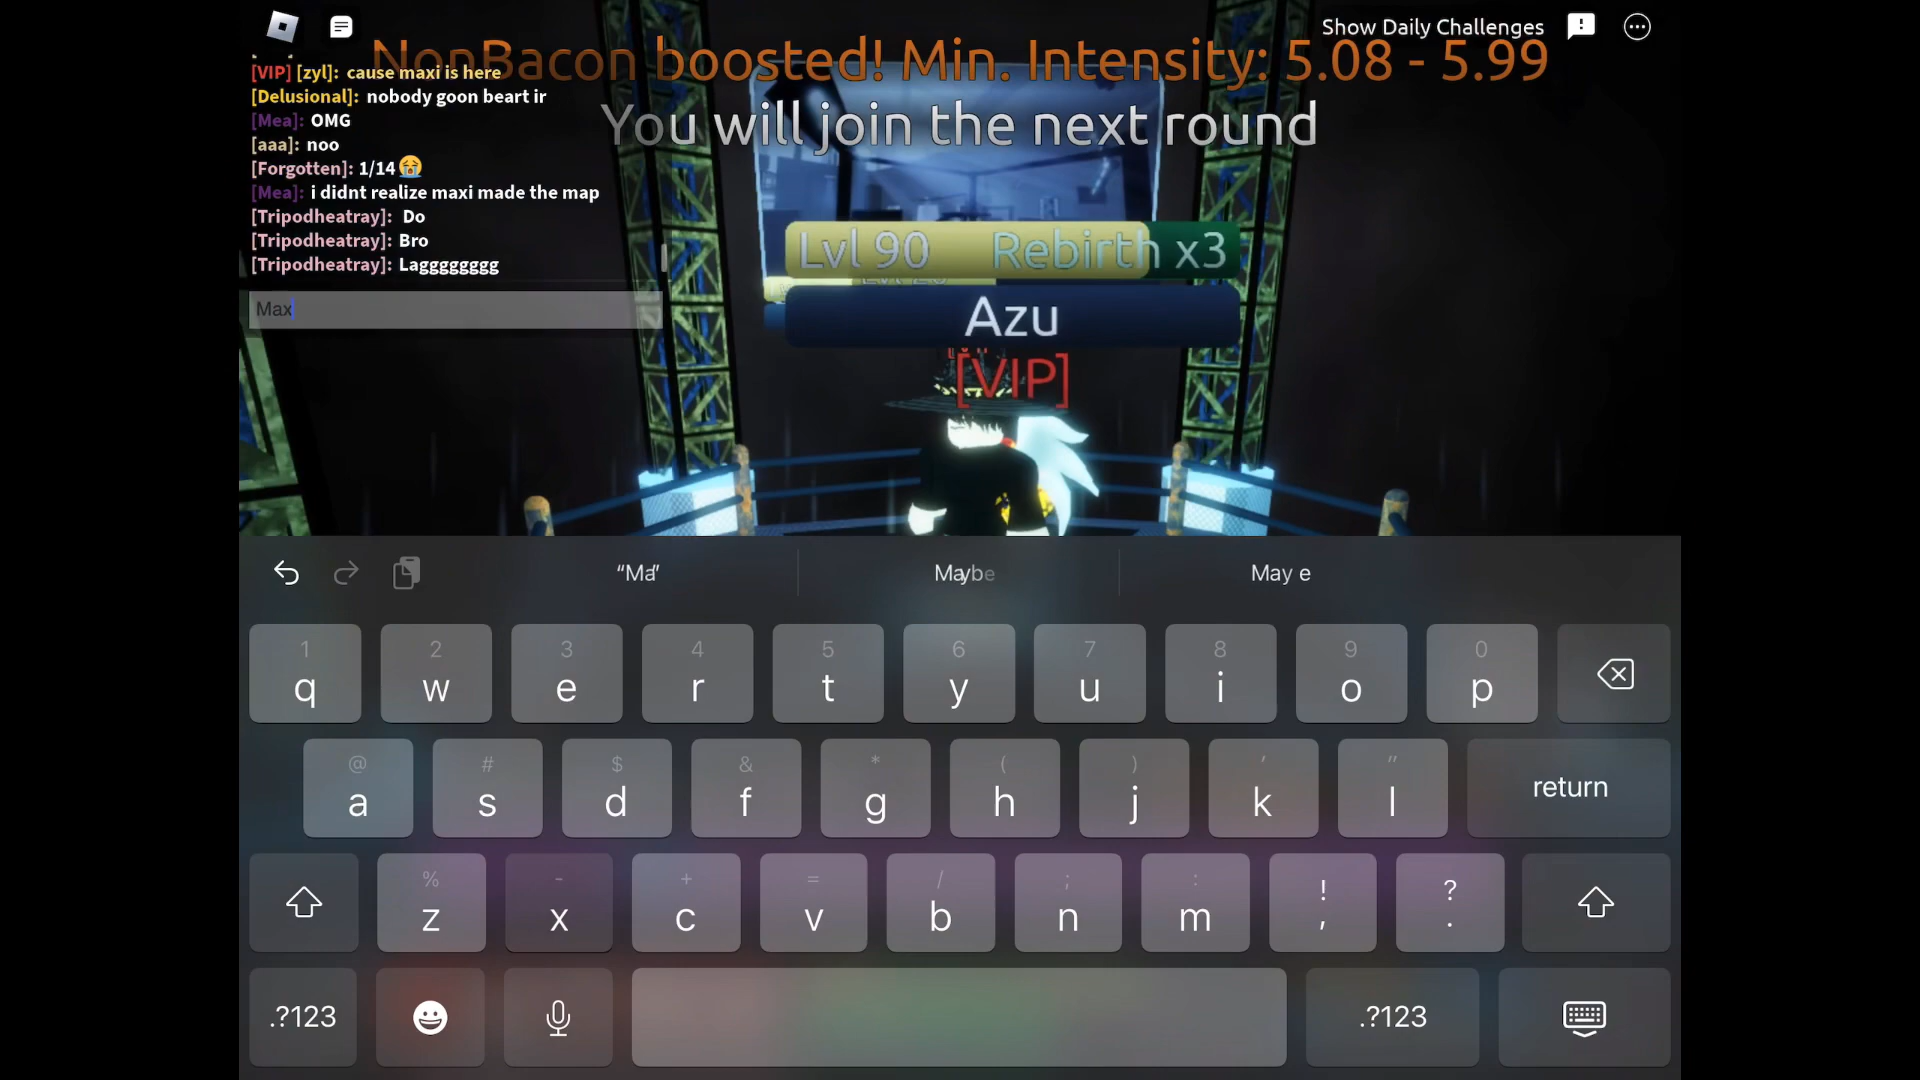 Show Daily Challenges
NonBacon boosted! Min. Intensity: 5.08 - 5.99
You will join the next round
[VIP] [zyl]: cause maxi is here
[Delusional]: nobody goon beart ir
[Mea]: OMG
[aaa]: noo
[Forgotten]: 1/14😭
[Mea]: i didnt realize maxi made the map
[Tripodheatray]: Do
[Tripodheatray]: Bro
[Tripodheatray]: Lagggggggg
Max
Lvl 90 Rebirth x3
Azu
[VIP]
“Ma” Maybe May e
1 2 3 4 5 6 7 8 9 0
q w e r t y u i o p
@ # $ & * ( ) ' "
a s d f g h j k l return
% - + = / ; : ! ?
z x c v b n m , .
.?123 .?123